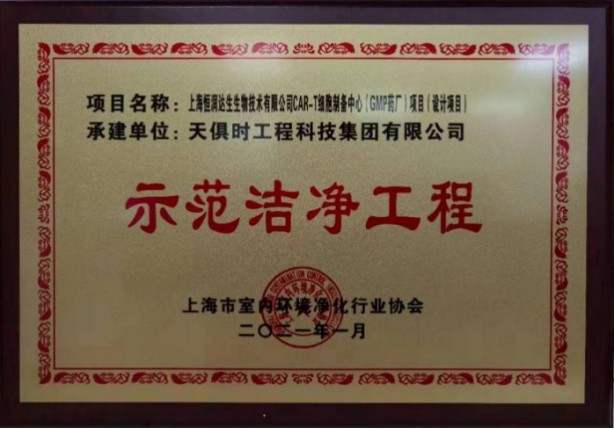 项目名称：上海恒润达生生物技术有限公司CAR-T细胞制备中心（GMP药厂）项目（设计项目）
承建单位：天俱时工程科技集团有限公司
示范洁净工程
上海市室内环境净化行业协会
二〇二一年一月